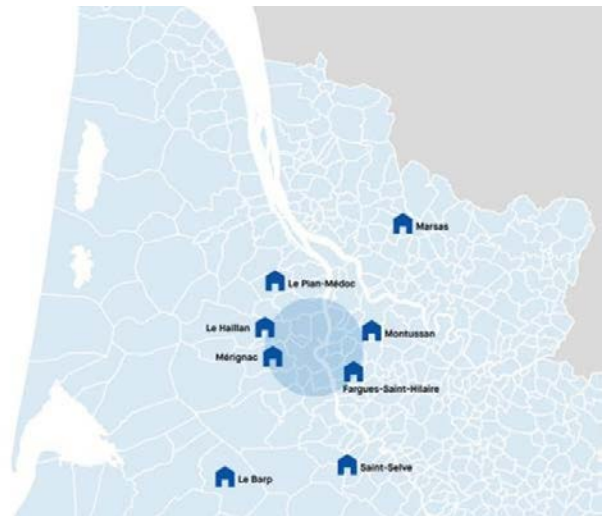 Marsas
Le Pian-Médoc
Le Haillan
Montussan
Mérignac
Fargues-Saint-Hilaire
Saint-Selve
Le Barp